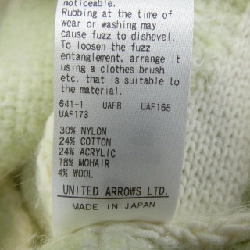 noticeable.
Rubbing at the time of
wear or washing may
cause fuzz to dishevel.
To loosen the fuzz
entanglement, arrange it
using a clothes brush
etc. that is suitable to
the material.
641-1 UAFB UAF166
UAF173
30% NYLON
24% COTTON
24% ACRYLIC
18% MOHAIR
4% WOOL
UNITED ARROWS LTD.
MADE IN JAPAN